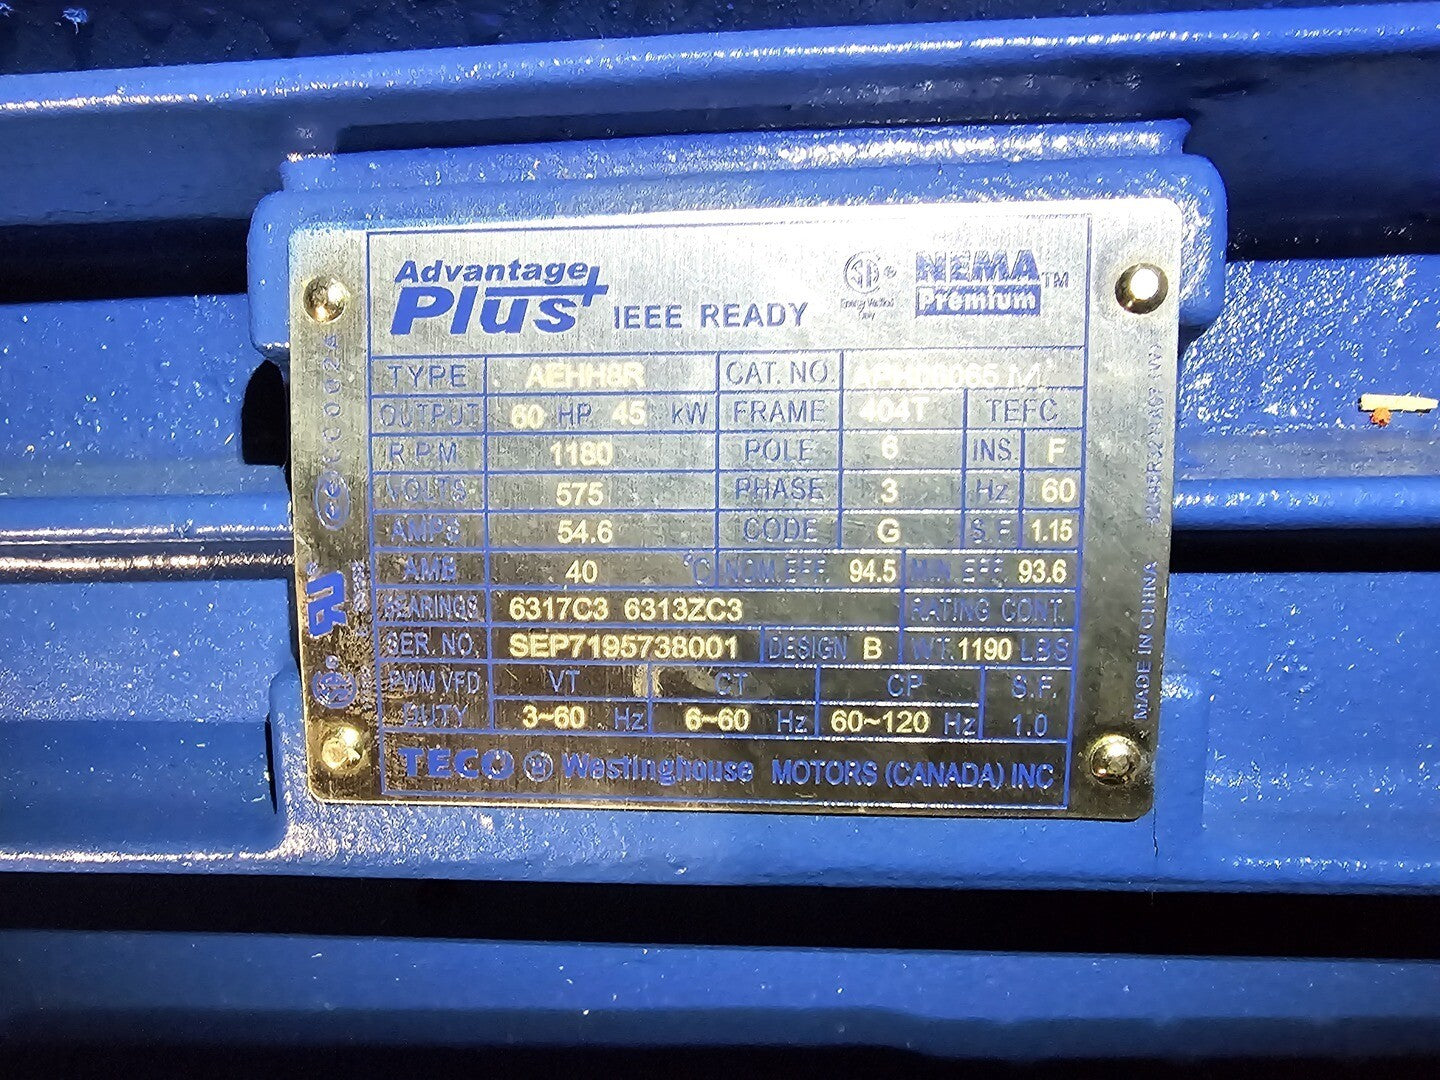 Advantage
Plus+ IEEE READY
NEMA TM
Premium
Energy Verified
TYPE AEHH8R CAT. NO
OUTPUT 60 HP 45 kW FRAME 404T TEFC
R.P.M 1180 POLE 6 INS. F
VOLTS 575 PHASE 3 Hz 60
AMPS 54.6 CODE G S.F. 1.15
AMB. 40 °C NOM.EFF. 94.5 MIN.EFF. 93.6
BEARINGS 6317C3 6313ZC3 RATING CONT.
SER. NO. SEP7195738001 DESIGN B WT. 1190 LBS
PWM VFD VT CT CP S.F.
DUTY 3~60 Hz 6~60 Hz 60~120 Hz 1.0
TECO Westinghouse MOTORS (CANADA) INC
MADE IN CHINA